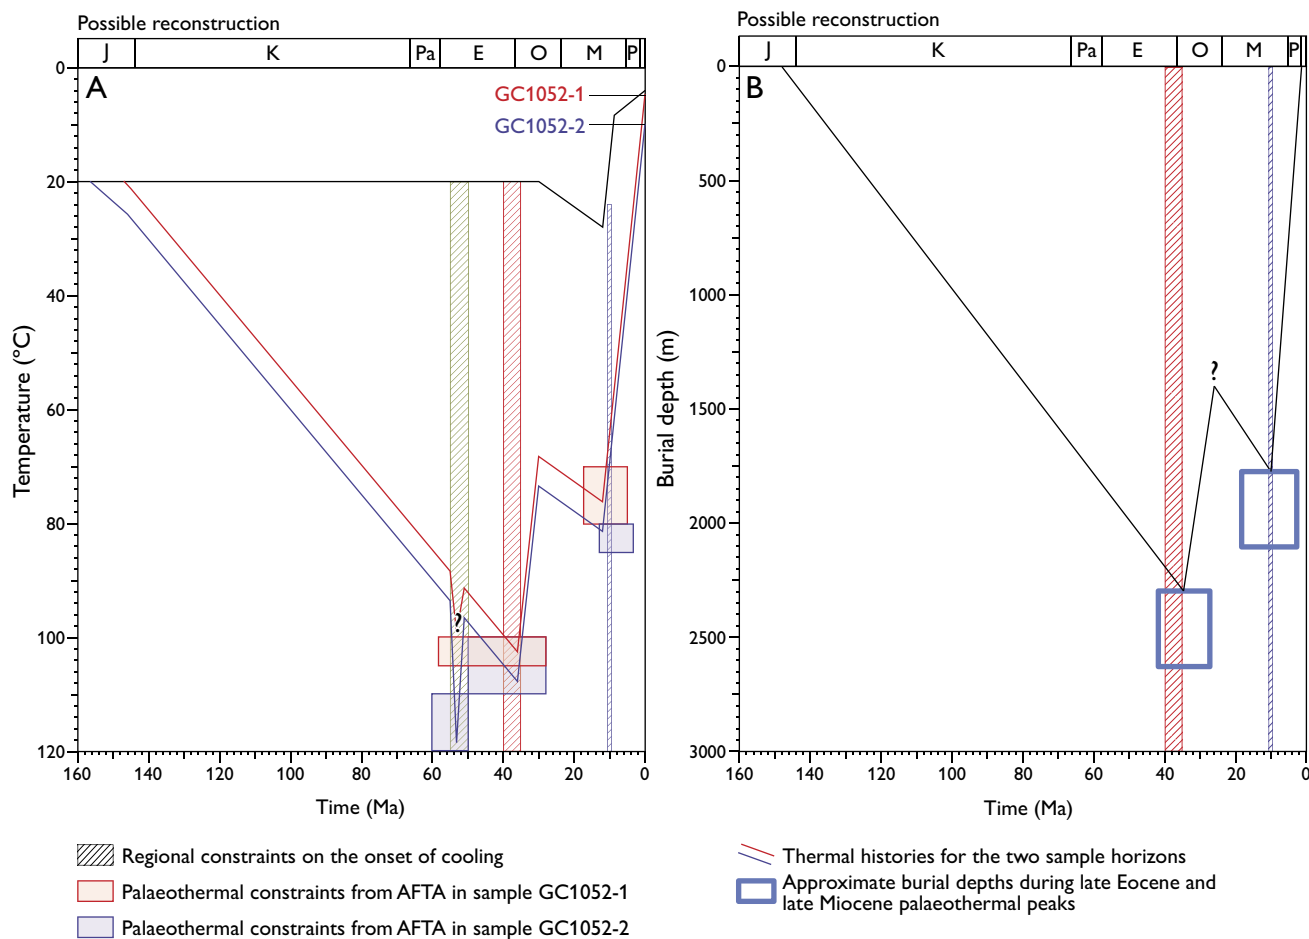 Possible reconstruction
J K Pa E O M P
A
GC1052-1
GC1052-2
0
20
40
60
80
100
120
Temperature (°C)
?
160 140 120 100 80 60 40 20 0
Time (Ma)
Regional constraints on the onset of cooling
Palaeothermal constraints from AFTA in sample GC1052-1
Palaeothermal constraints from AFTA in sample GC1052-2
Possible reconstruction
J K Pa E O M P
B
0
500
1000
1500
2000
2500
3000
Burial depth (m)
?
160 140 120 100 80 60 40 20 0
Time (Ma)
Thermal histories for the two sample horizons
Approximate burial depths during late Eocene and
late Miocene palaeothermal peaks